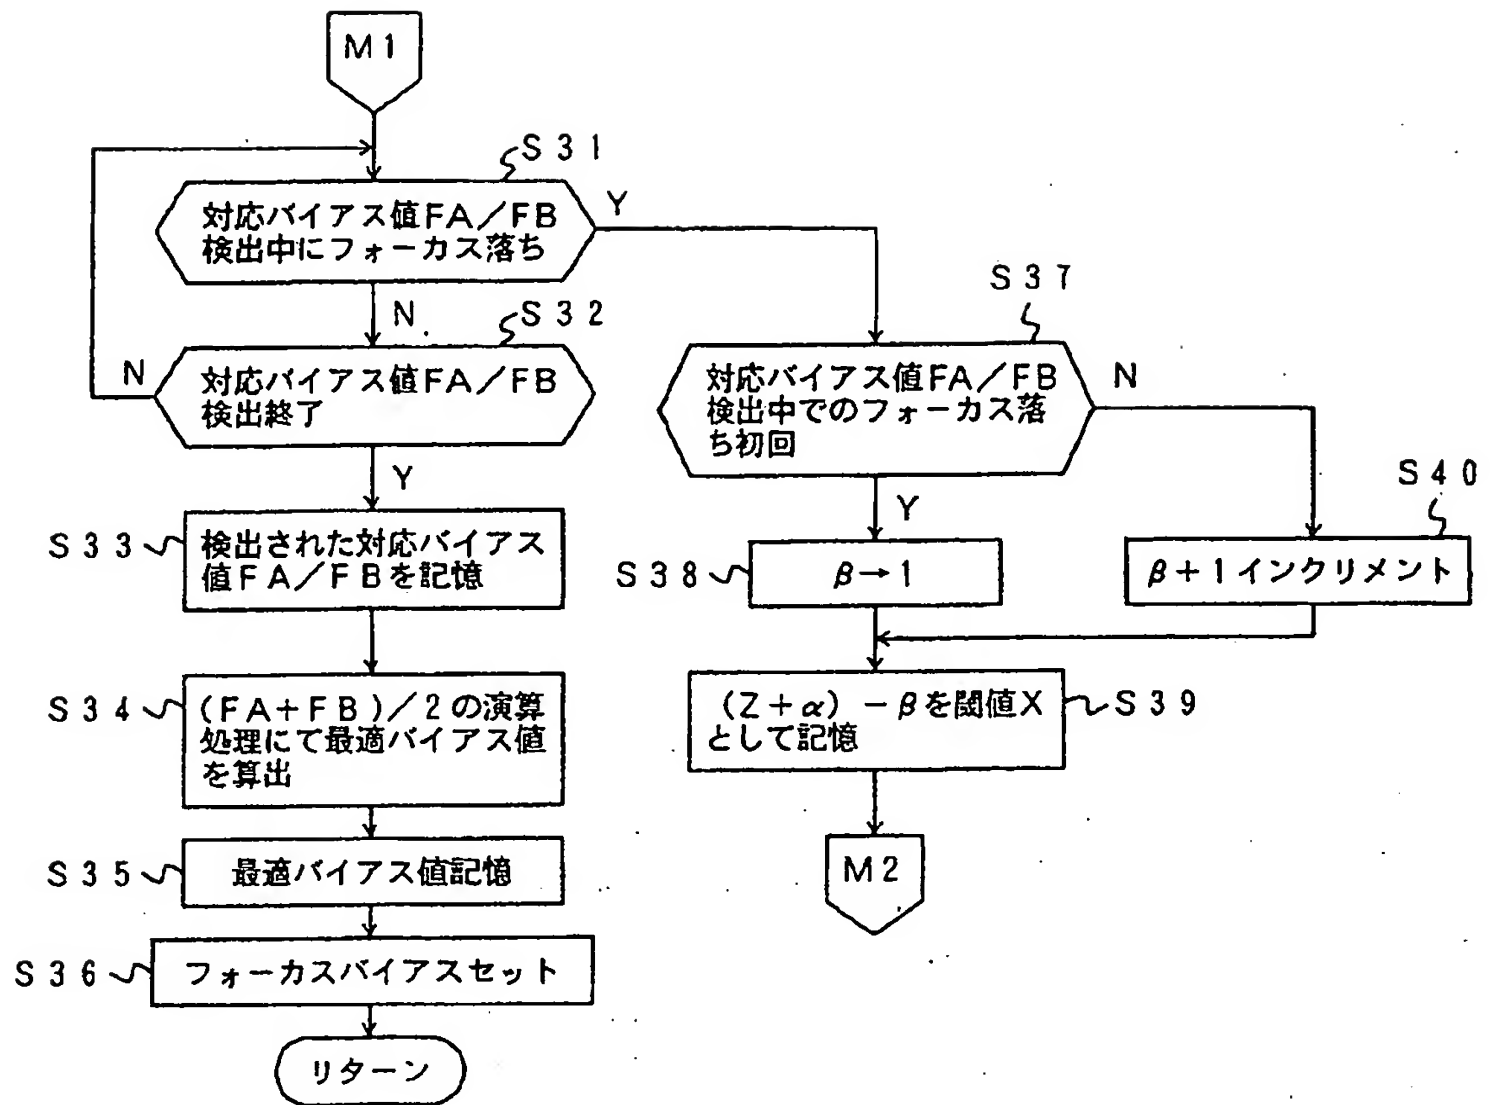 M1
S31
対応バイアス値FA／FB
検出中にフォーカス落ち
Y
N
S32
対応バイアス値FA／FB
検出終了
N
Y
S33
検出された対応バイアス
値FA／FBを記憶
S34
(FA+FB)／2の演算
処理にて最適バイアス値
を算出
S35
最適バイアス値記憶
S36
フォーカスバイアスセット
リターン
S37
対応バイアス値FA／FB
検出中でのフォーカス落
ち初回
N
Y
S38
β→1
S40
β+1インクリメント
(Z+α)-βを閾値X
として記憶
S39
M2